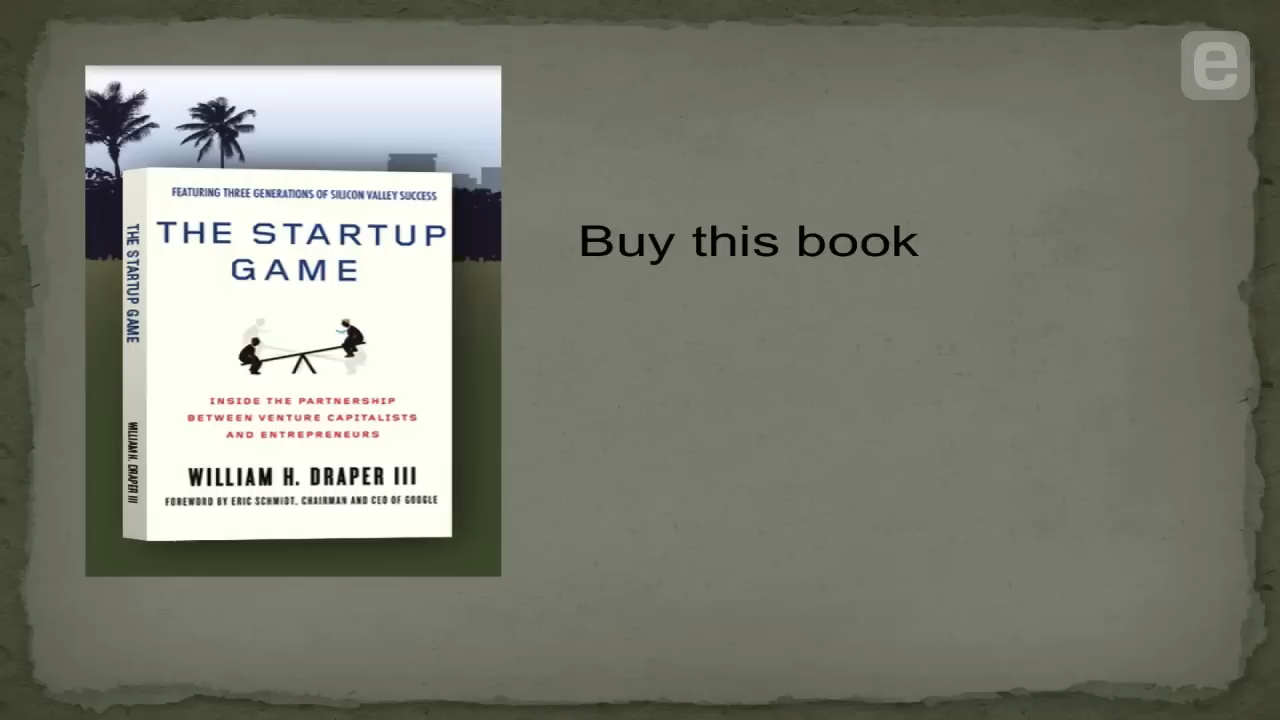 FEATURING THREE GENERATIONS OF SILICON VALLEY SUCCESS
THE STARTUP
GAME
INSIDE THE PARTNERSHIP
BETWEEN VENTURE CAPITALISTS
AND ENTREPRENEURS
WILLIAM H. DRAPER III
FOREWORD BY ERIC SCHMIDT, CHAIRMAN AND CEO OF GOOGLE
THE STARTUP GAME
WILLIAM H. DRAPER III
Buy this book
e